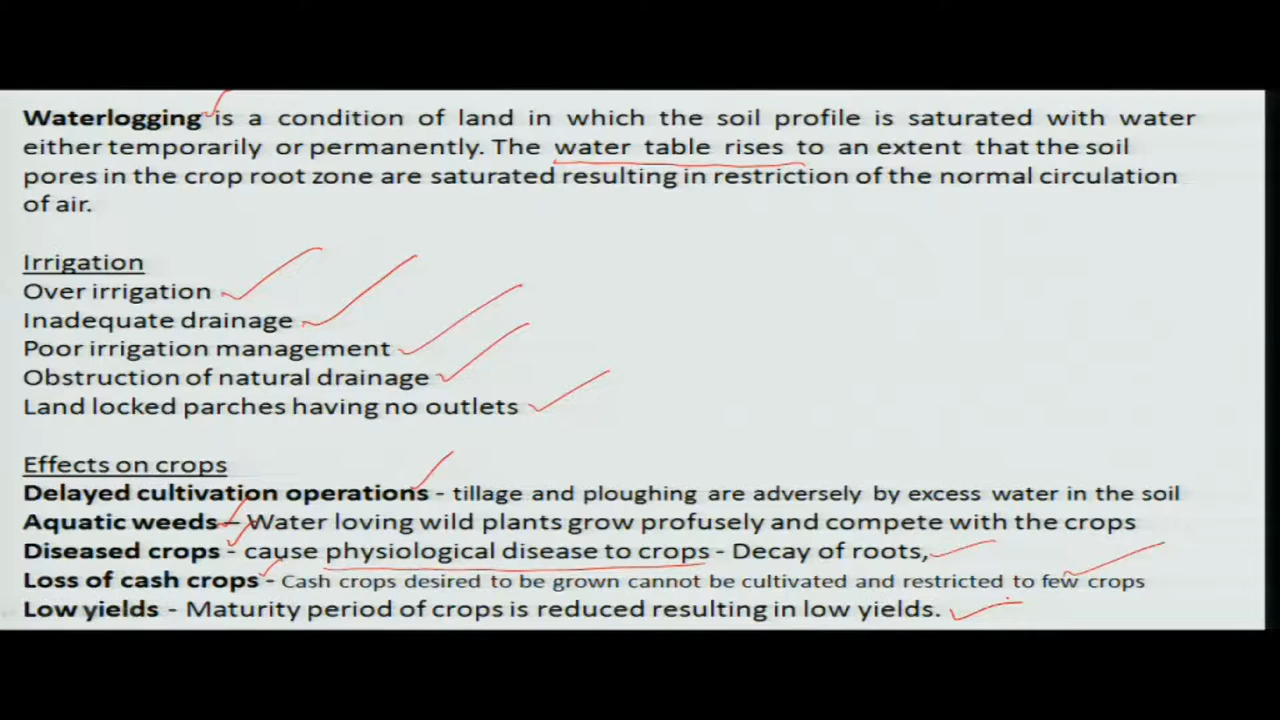 Waterlogging is a condition of land in which the soil profile is saturated with water
either temporarily or permanently. The water table rises to an extent that the soil
pores in the crop root zone are saturated resulting in restriction of the normal circulation
of air.
Irrigation
Over irrigation
Inadequate drainage
Poor irrigation management
Obstruction of natural drainage
Land locked parches having no outlets
Effects on crops
Delayed cultivation operations - tillage and ploughing are adversely by excess water in the soil
Aquatic weeds – Water loving wild plants grow profusely and compete with the crops
Diseased crops - cause physiological disease to crops - Decay of roots,
Loss of cash crops - Cash crops desired to be grown cannot be cultivated and restricted to few crops
Low yields - Maturity period of crops is reduced resulting in low yields.